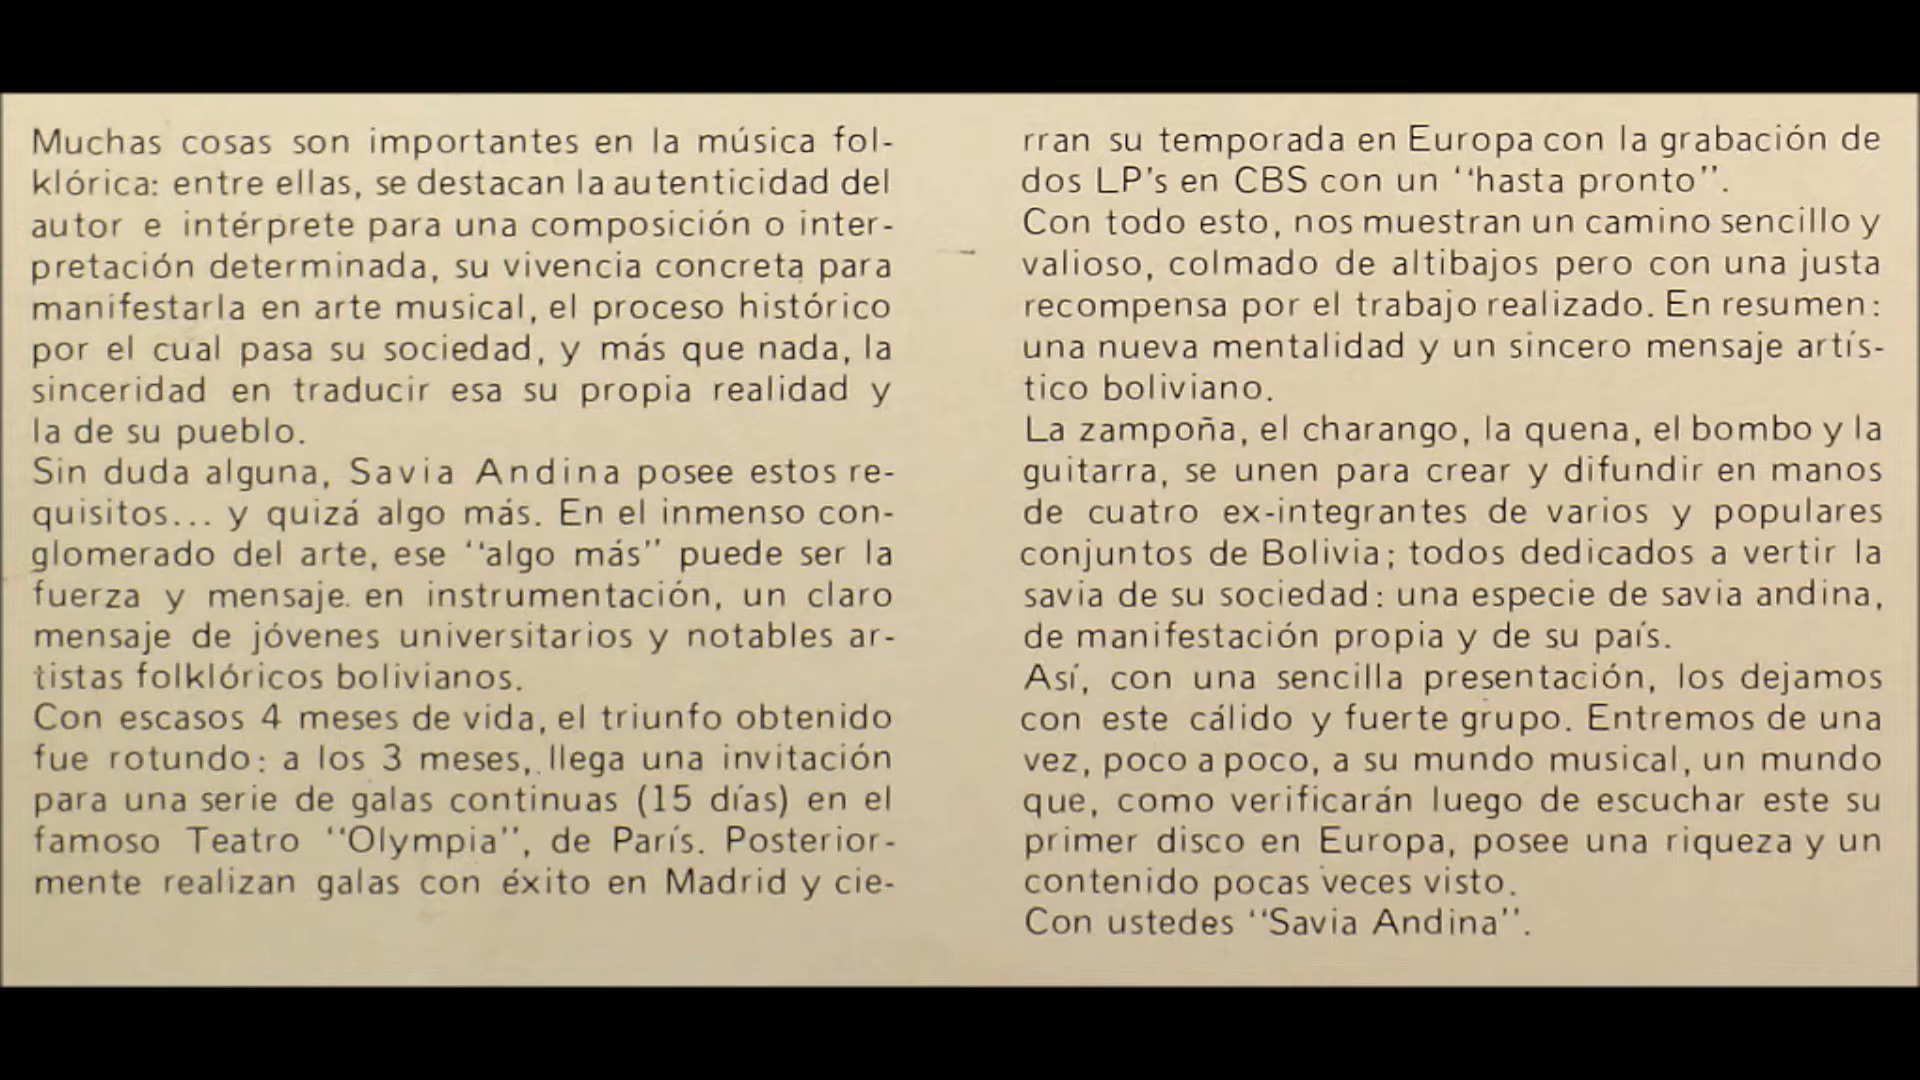 Muchas cosas son importantes en la música fol-
klórica: entre ellas, se destacan la autenticidad del
autor e intérprete para una composición o inter-
pretación determinada, su vivencia concreta para
manifestarla en arte musical, el proceso histórico
por el cual pasa su sociedad, y más que nada, la
sinceridad en traducir esa su propia realidad y
la de su pueblo.
Sin duda alguna, Savia Andina posee estos re-
quisitos... y quizá algo más. En el inmenso con-
glomerado del arte, ese ‘‘algo más’’ puede ser la
fuerza y mensaje en instrumentación, un claro
mensaje de jóvenes universitarios y notables ar-
tistas folklóricos bolivianos.
Con escasos 4 meses de vida, el triunfo obtenido
fue rotundo: a los 3 meses, llega una invitación
para una serie de galas continuas (15 días) en el
famoso Teatro ‘‘Olympia’’, de París. Posterior-
mente realizan galas con éxito en Madrid y cie-
rran su temporada en Europa con la grabación de
dos LP's en CBS con un ‘‘hasta pronto’’.
Con todo esto, nos muestran un camino sencillo y
valioso, colmado de altibajos pero con una justa
recompensa por el trabajo realizado. En resumen:
una nueva mentalidad y un sincero mensaje artís-
tico boliviano.
La zampoña, el charango, la quena, el bombo y la
guitarra, se unen para crear y difundir en manos
de cuatro ex-integrantes de varios y populares
conjuntos de Bolivia; todos dedicados a vertir la
savia de su sociedad: una especie de savia andina,
de manifestación propia y de su país.
Así, con una sencilla presentación, los dejamos
con este cálido y fuerte grupo. Entremos de una
vez, poco a poco, a su mundo musical, un mundo
que, como verificarán luego de escuchar este su
primer disco en Europa, posee una riqueza y un
contenido pocas veces visto.
Con ustedes ‘‘Savia Andina’’.